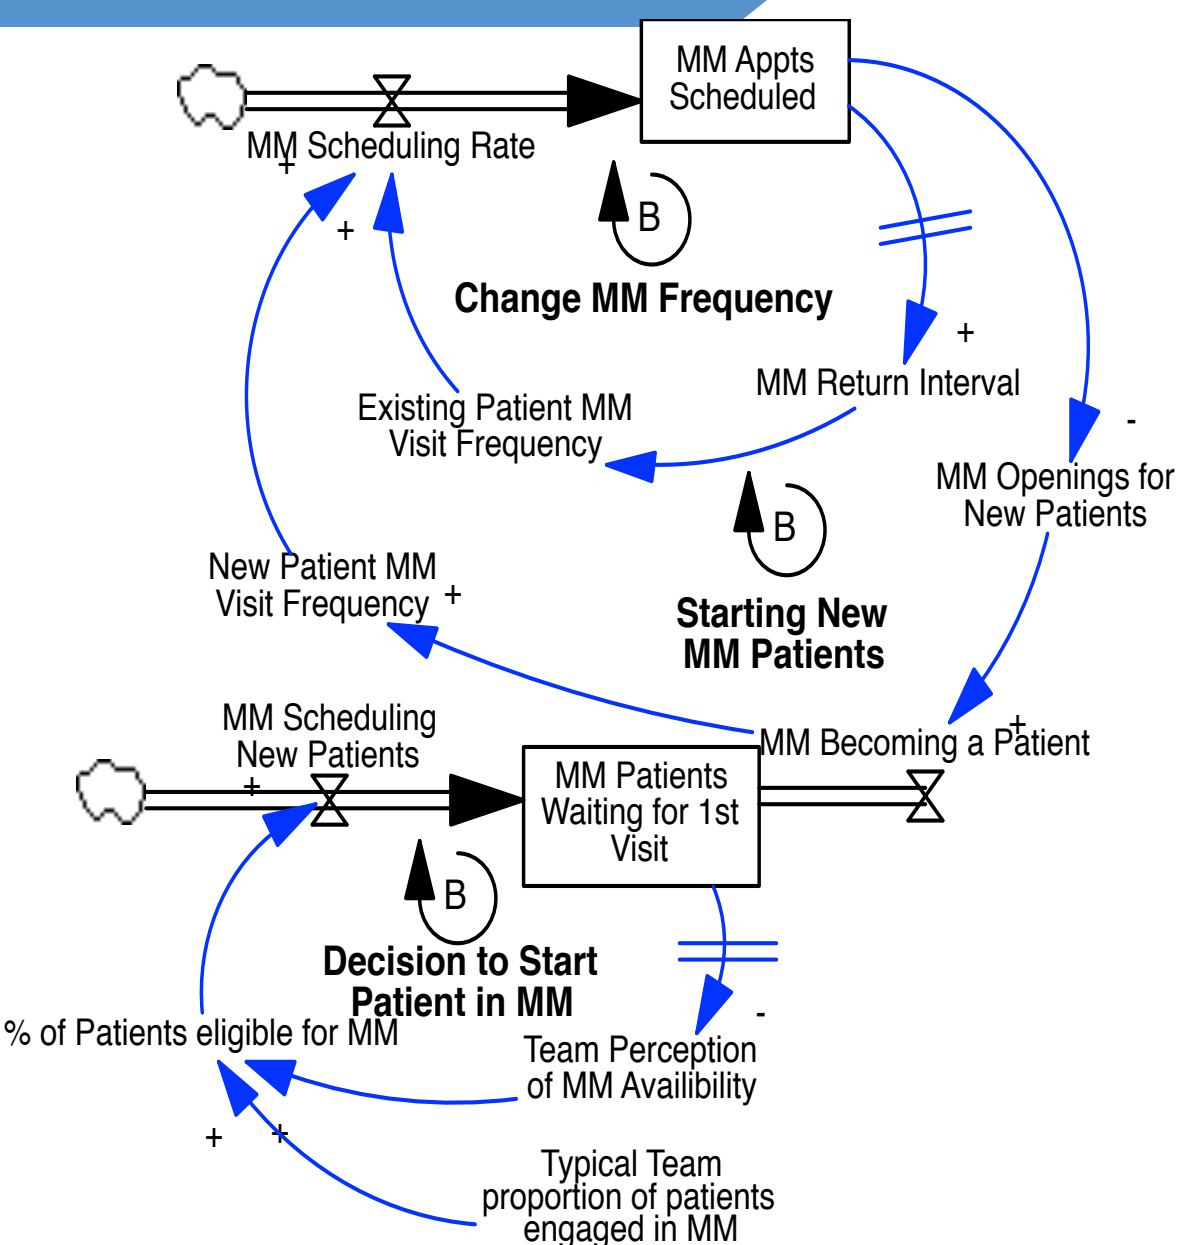 MM Appts
Scheduled
MM Scheduling Rate
+
+
B
Change MM Frequency
+
MM Return Interval
Existing Patient MM
Visit Frequency
-
MM Openings for
New Patients
B
New Patient MM
Visit Frequency +
Starting New
MM Patients
MM Scheduling
New Patients
+
+
MM Becoming a Patient
MM Patients
Waiting for 1st
Visit
B
Decision to Start
Patient in MM
-
% of Patients eligible for MM
Team Perception
of MM Availibility
+
+
Typical Team
proportion of patients
engaged in MM